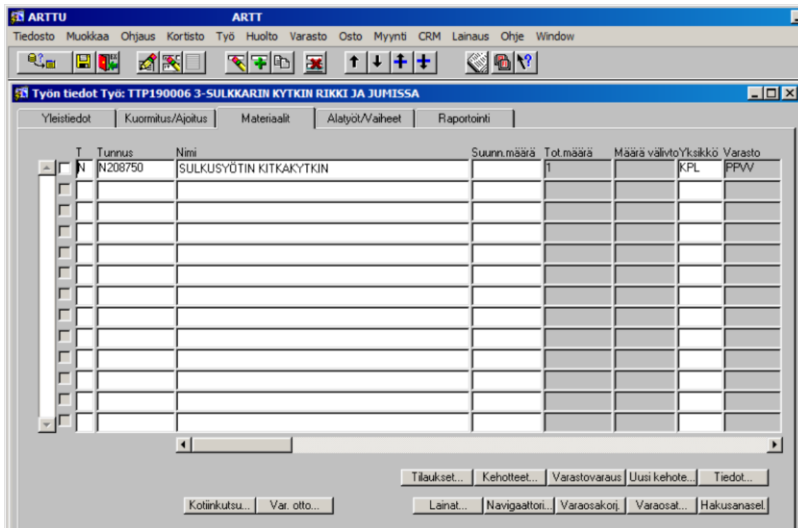 ARTTU ARTT
Tiedosto Muokkaa Ohjaus Kortisto Työ Huolto Varasto Osto Myynti CRM Lainaus Ohje Window
Työn tiedot Työ: TTP190006 3-SULKKARIN KYTKIN RIKKI JA JUMISSA
Yleistiedot Kuormitus/Ajoitus Materiaalit Alatyöt/Vaiheet Raportointi
T Tunnus Nimi Suunn.määrä Tot.määrä Määrä välivto Yksikkö Varasto
N N208750 SULKUSYÖTIN KITKAKYTKIN 1 KPL PPVV
Tilaukset... Kehotteet... Varastovaraus Uusi kehote... Tiedot...
Kotiinkutsu... Var. otto... Lainat... Navigaattori... Varaosakorj. Varaosat... Hakusanasel.